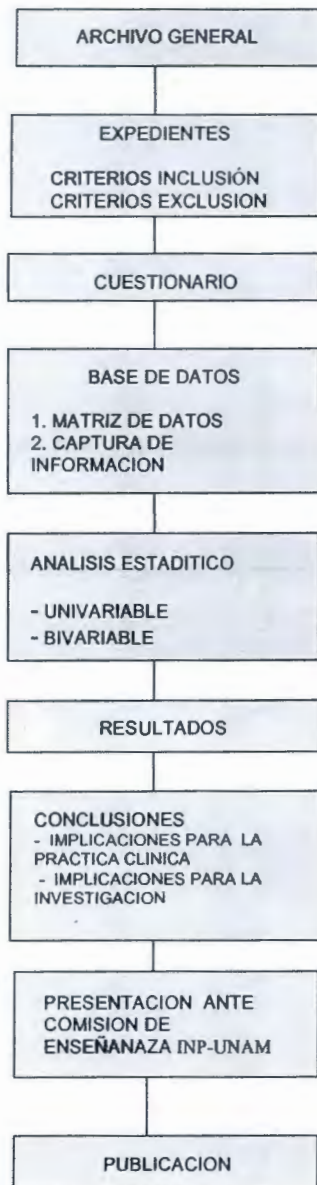 ARCHIVO GENERAL
EXPEDIENTES
CRITERIOS INCLUSIÓN
CRITERIOS EXCLUSION
CUESTIONARIO
BASE DE DATOS
1. MATRIZ DE DATOS
2. CAPTURA DE
INFORMACION
ANALISIS ESTADITICO
- UNIVARIABLE
- BIVARIABLE
RESULTADOS
CONCLUSIONES
- IMPLICACIONES PARA LA
PRACTICA CLINICA
- IMPLICACIONES PARA LA
INVESTIGACION
PRESENTACION ANTE
COMISION DE
ENSEÑANAZA INP-UNAM
PUBLICACION